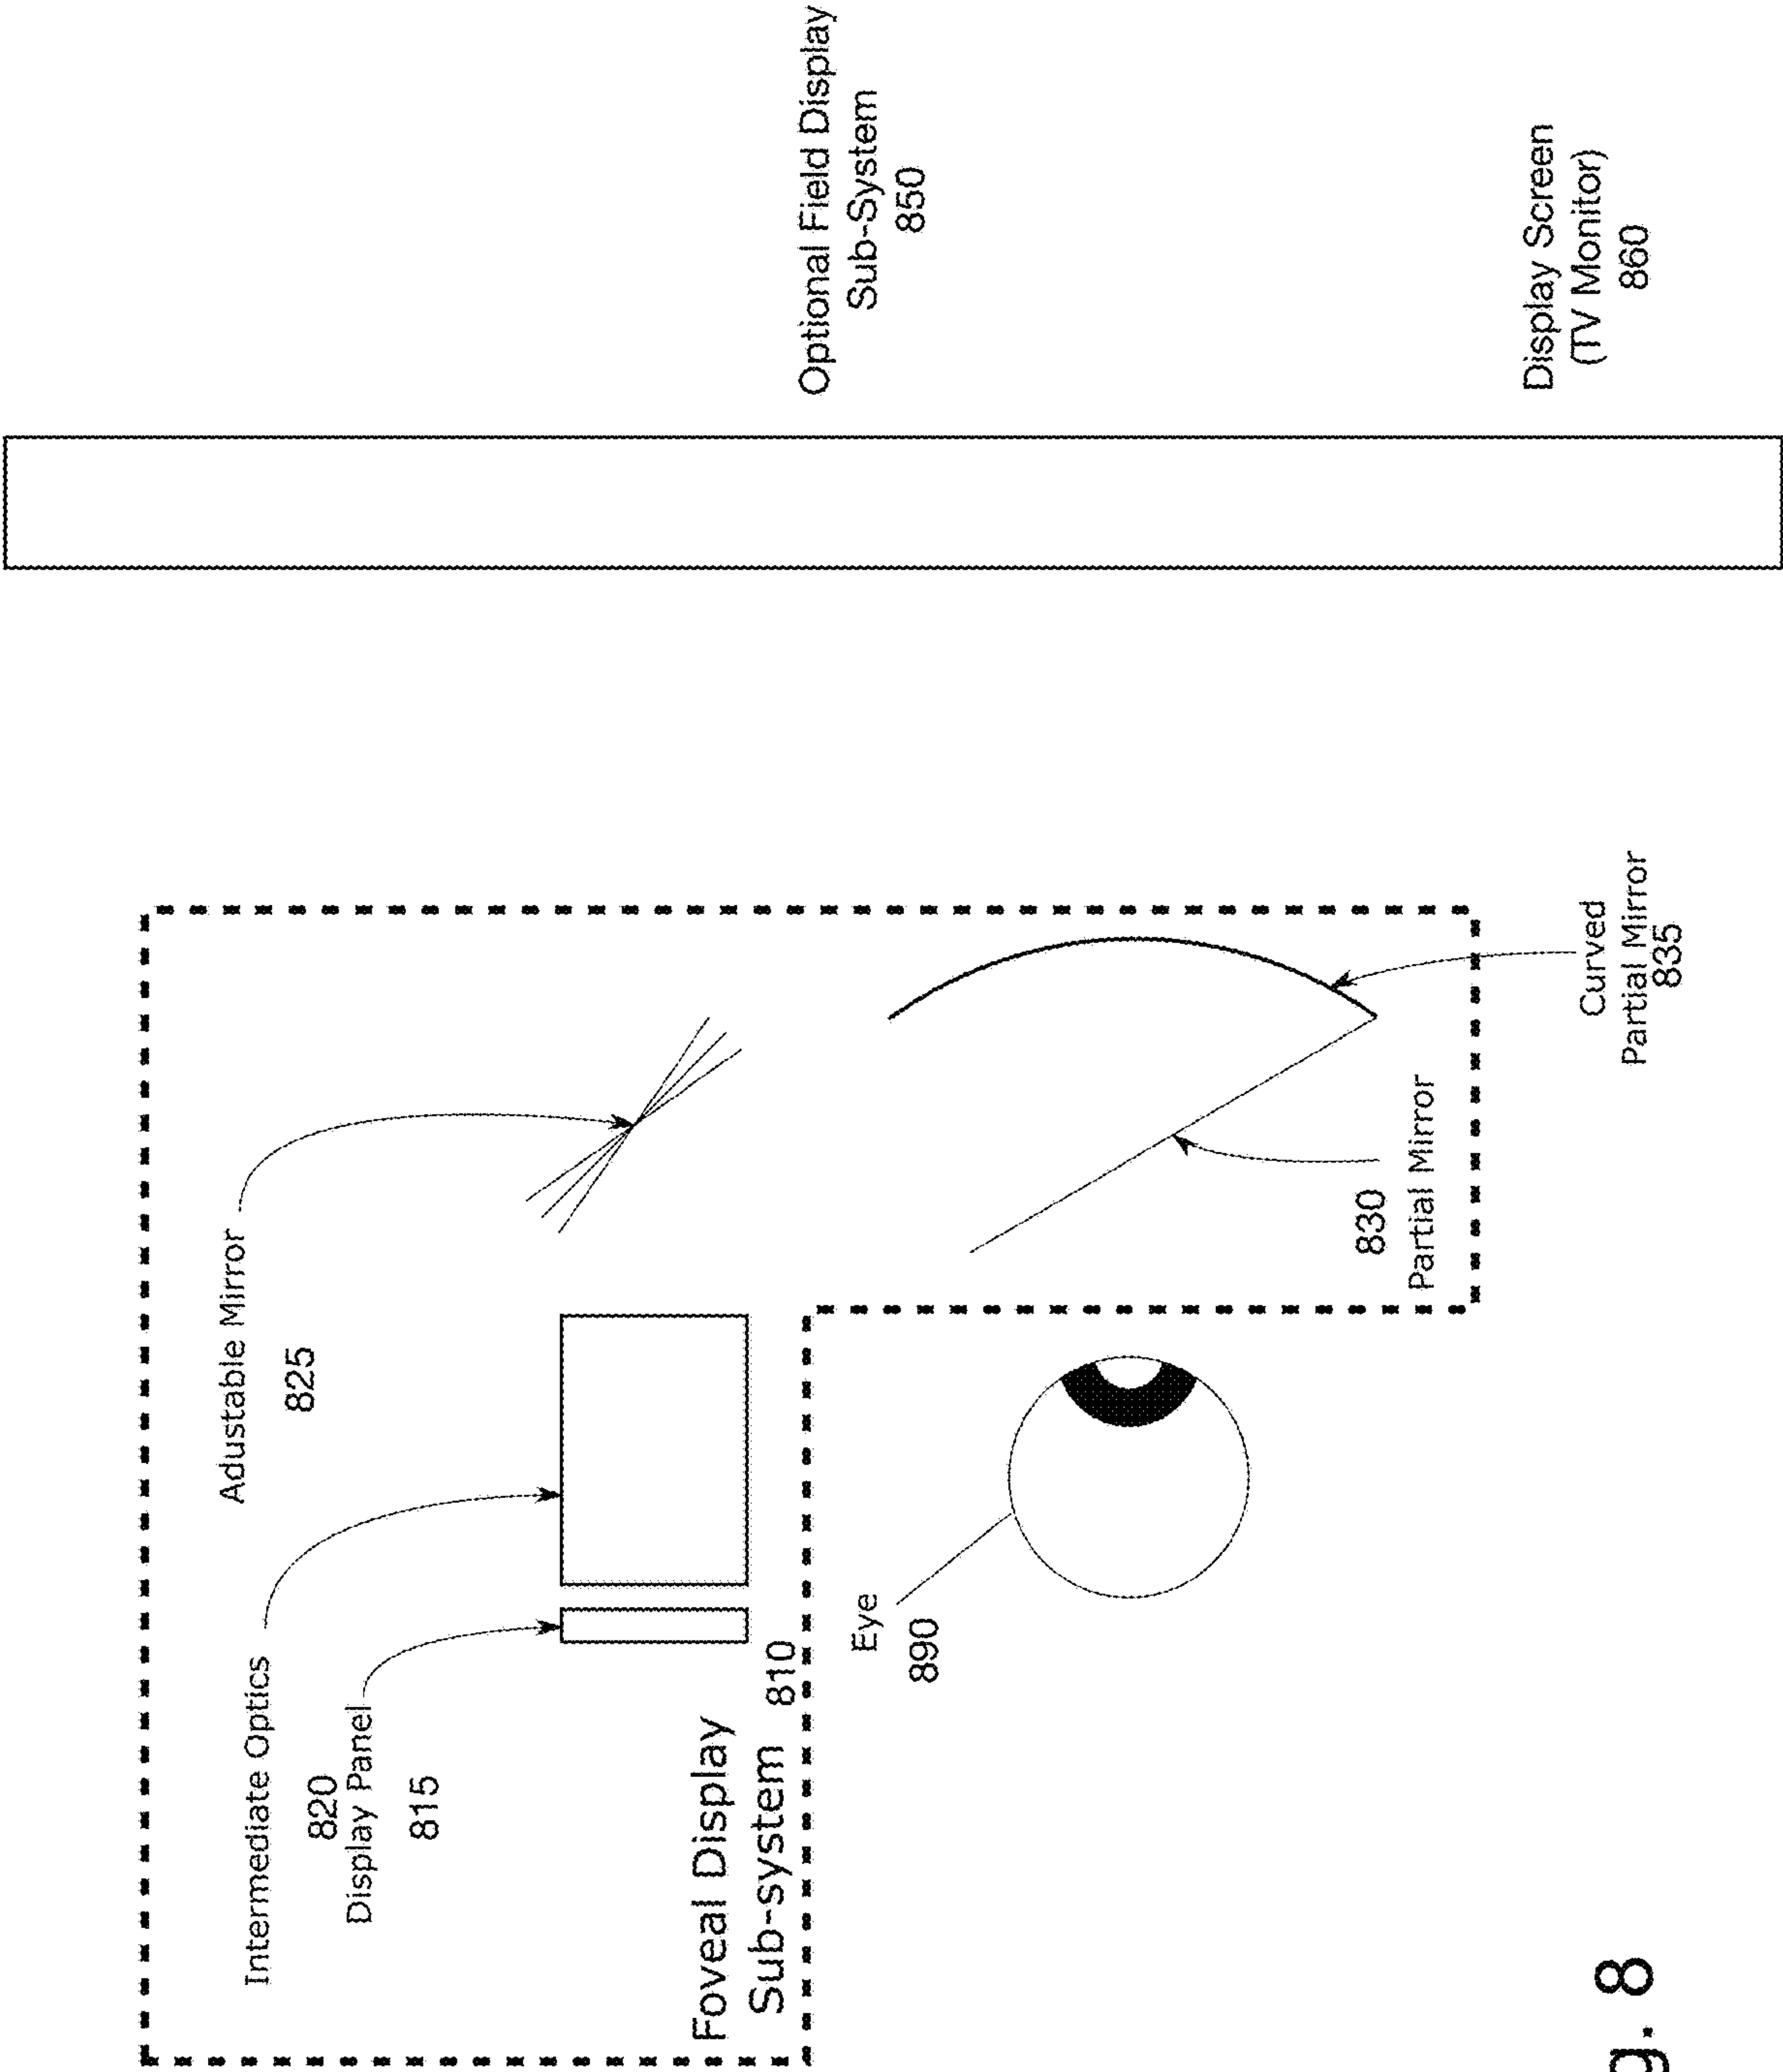 Intermediate Optics
820
Display Panel
815
Adustable Mirror
825
Foveal Display
Sub-system 810
Eye
890
830
Partial Mirror
Curved
Partial Mirror
835
Optional Field Display
Sub-System
850
Display Screen
(TV Monitor)
860
g. 8